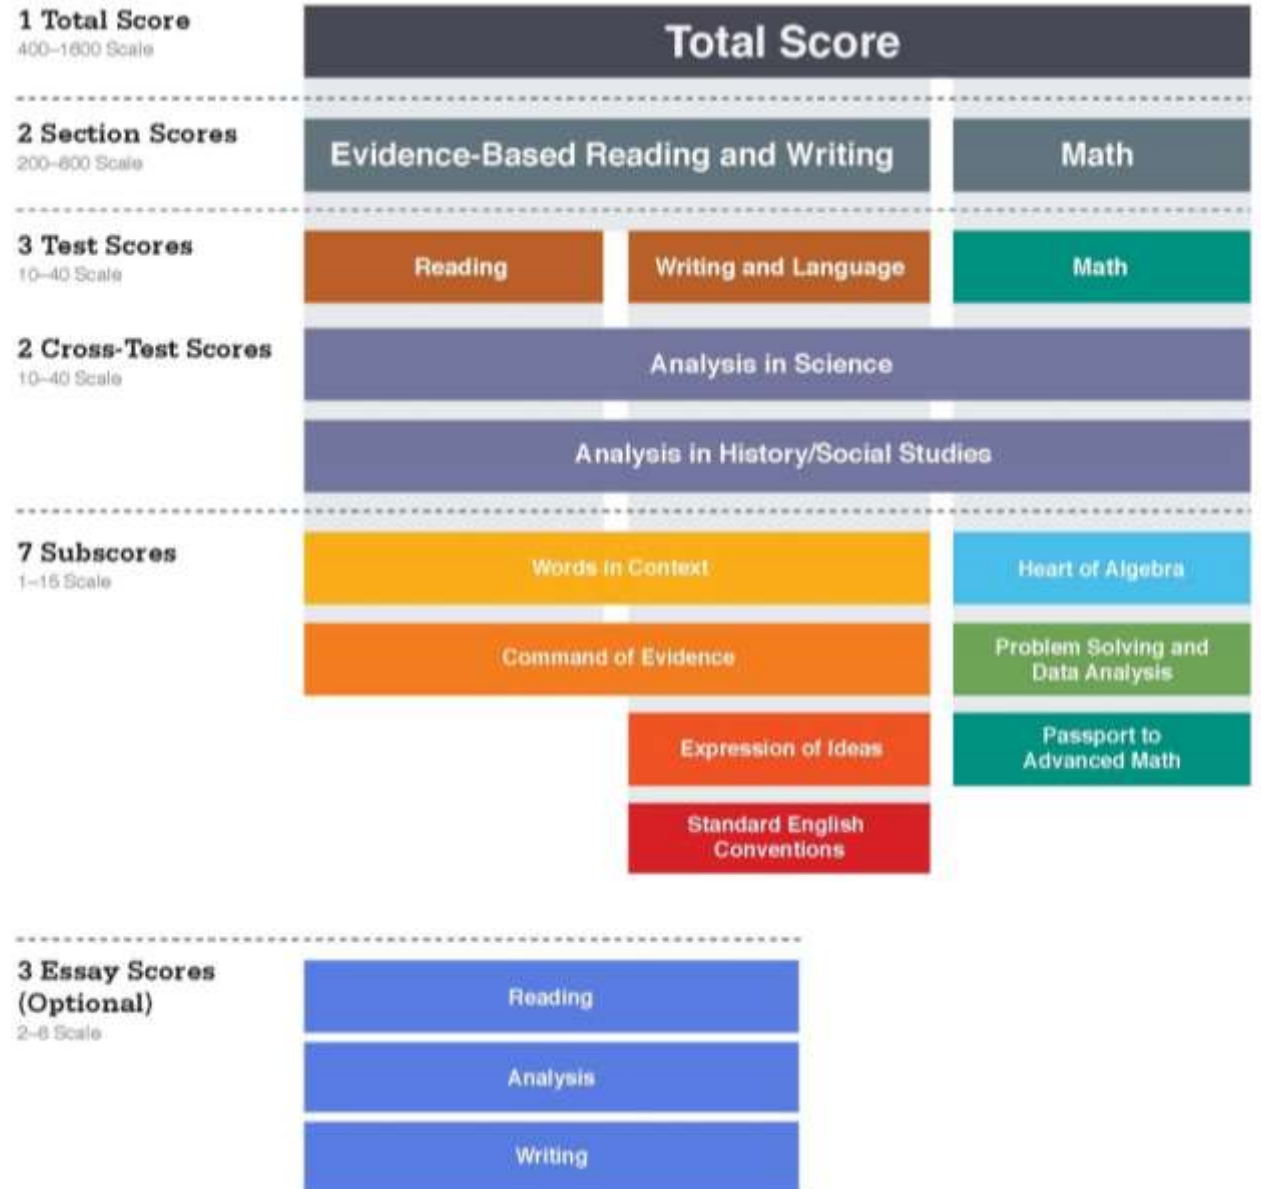 1 Total Score
400–1600 Scale
Total Score
2 Section Scores
200–800 Scale
Evidence-Based Reading and Writing
Math
3 Test Scores
10–40 Scale
Reading
Writing and Language
Math
2 Cross-Test Scores
10–40 Scale
Analysis in Science
Analysis in History/Social Studies
7 Subscores
1–15 Scale
Words in Context
Heart of Algebra
Command of Evidence
Problem Solving and
Data Analysis
Expression of Ideas
Passport to
Advanced Math
Standard English
Conventions
3 Essay Scores
(Optional)
2–8 Scale
Reading
Analysis
Writing